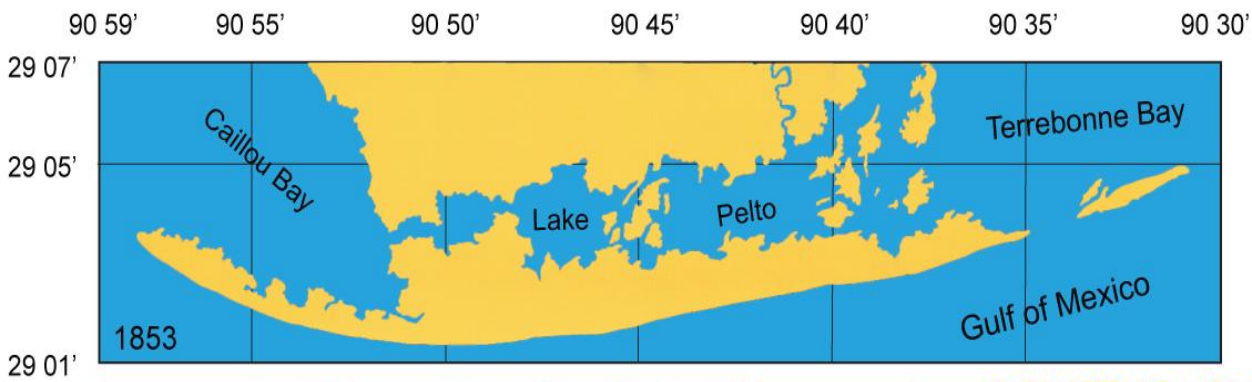 90 59' 90 55' 90 50' 90 45' 90 40' 90 35' 90 30'
29 07'
Terrebonne Bay
Caillou Bay
29 05'
Lake Pelto
Gulf of Mexico
1853
29 01'